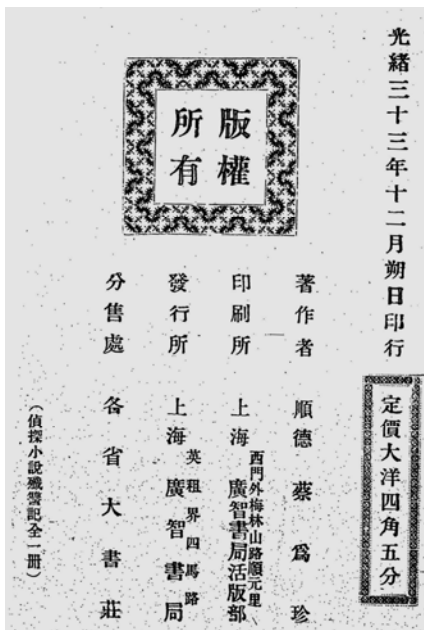 光緒三十三年十二月朔日印行
定價大洋四角五分
版權
所有
著作者 順德 蔡爲珍
印刷所 上海 西門外梅林山路順元里 廣智書局活版部
發行所 上海 英租界四馬路 廣智書局
分售處 各省大書莊
(偵探小說殲讐記全一冊)